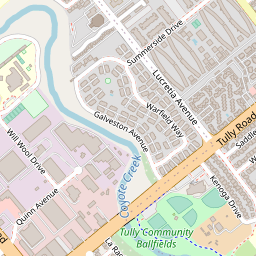 Summerside Drive
Lucretia Avenue
Warfield Way
Galveston Avenue
Tully Road
Will Wool Drive
Coyote Creek
Quinn Avenue
Kenoga Drive
Tully Community
Ballfields